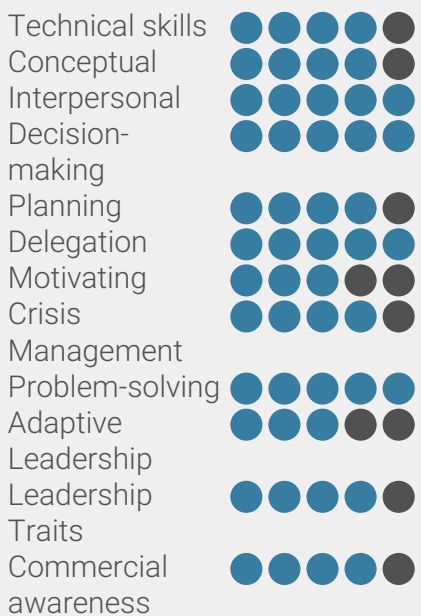 Technical skills
Conceptual
Interpersonal
Decision-
making
Planning
Delegation
Motivating
Crisis
Management
Problem-solving
Adaptive
Leadership
Leadership
Traits
Commercial
awareness